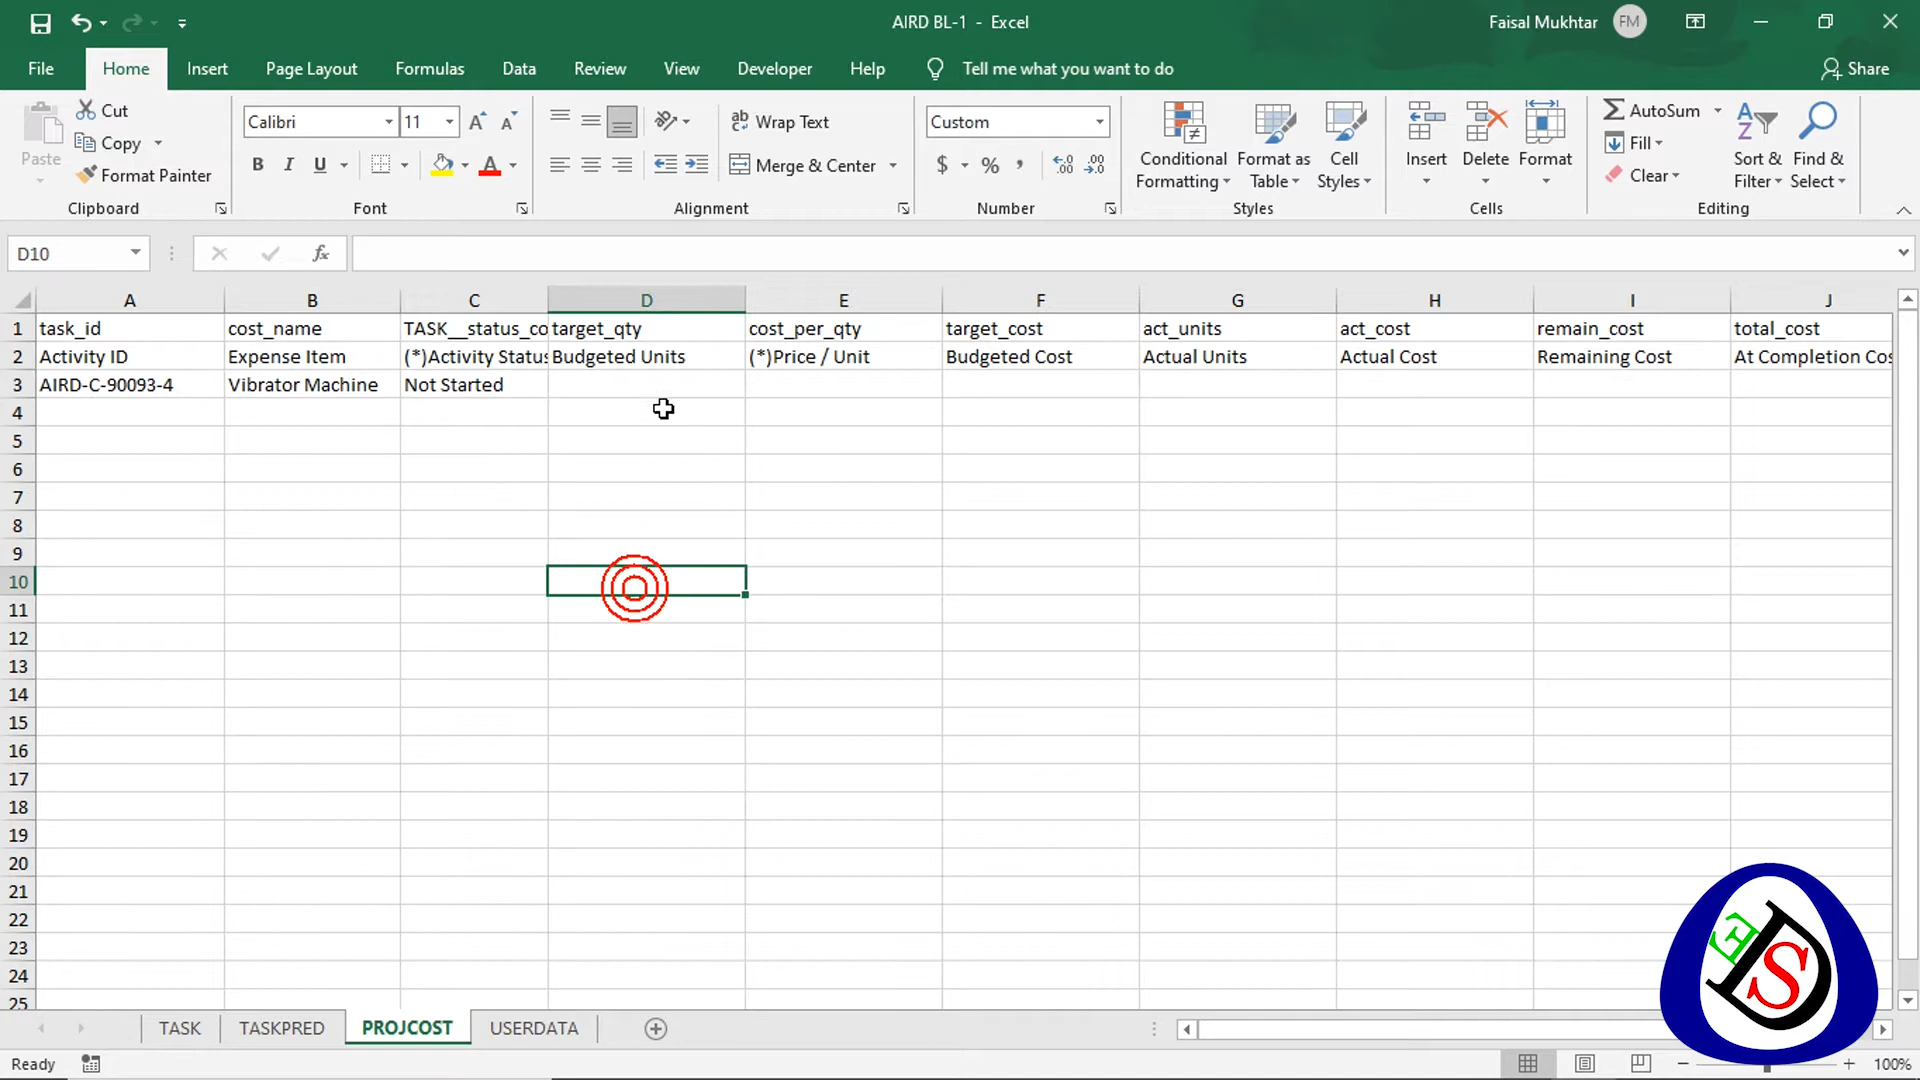 AIRD BL-1 - Excel
Faisal Mukhtar
FM
File
Home
Insert
Page Layout
Formulas
Data
Review
View
Developer
Help
Tell me what you want to do
Share
Paste
Cut
Copy
Format Painter
Clipboard
Calibri
11
B I U
Font
Wrap Text
Merge & Center
Alignment
Custom
$ % ,
Number
Conditional Formatting
Format as Table
Cell Styles
Styles
Insert
Delete
Format
Cells
AutoSum
Fill
Clear
Sort & Filter
Find & Select
Editing
D10
fx
A B C D E F G H I J
1 task_id cost_name TASK__status_co target_qty cost_per_qty target_cost act_units act_cost remain_cost total_cost
2 Activity ID Expense Item (*)Activity Status Budgeted Units (*)Price / Unit Budgeted Cost Actual Units Actual Cost Remaining Cost At Completion Cos
3 AIRD-C-90093-4 Vibrator Machine Not Started
4
5
6
7
8
9
10
11
12
13
14
15
16
17
18
19
20
21
22
23
24
25
TASK
TASKPRED
PROJCOST
USERDATA
Ready
100%